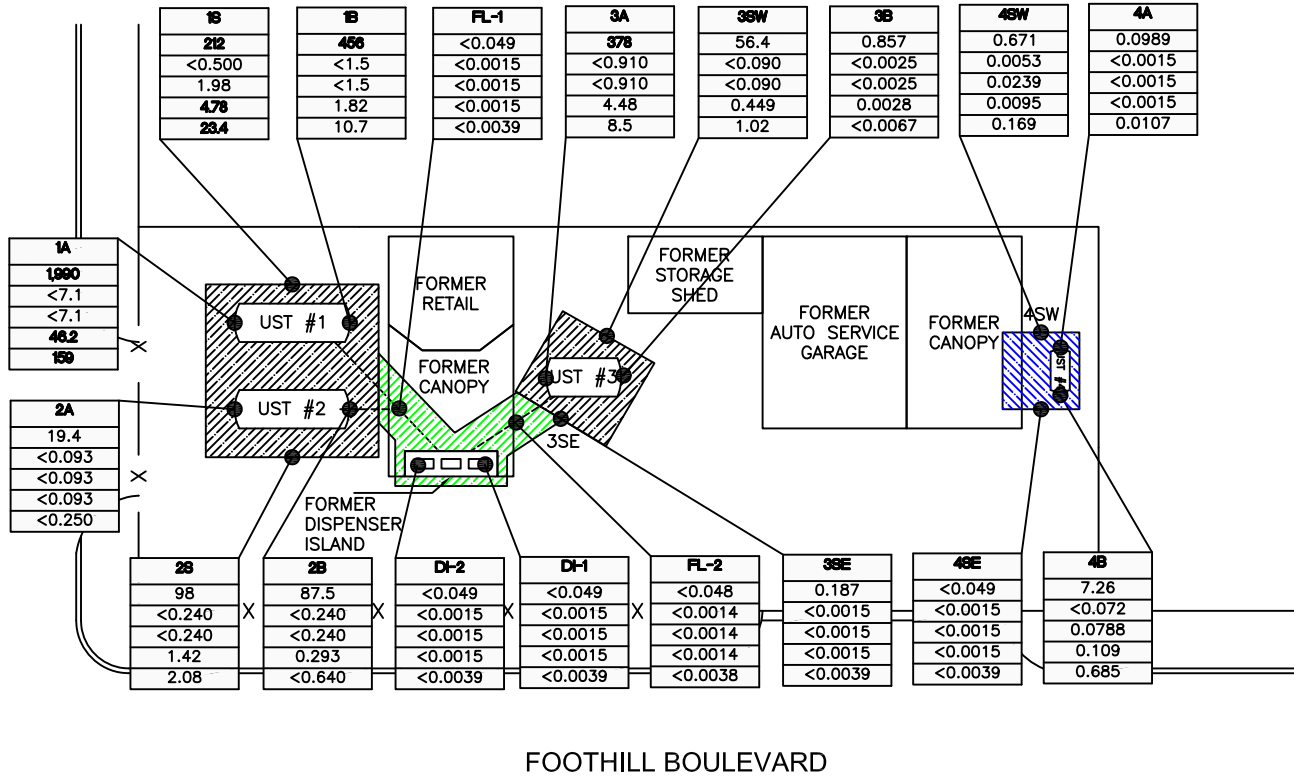 1S
212
<0.500
1.98
4.78
23.4
1B
456
<1.5
<1.5
1.82
10.7
FL-1
<0.049
<0.0015
<0.0015
<0.0015
<0.0039
3A
378
<0.910
<0.910
4.48
8.5
3SW
56.4
<0.090
<0.090
0.449
1.02
3B
0.857
<0.0025
<0.0025
0.0028
<0.0067
4SW
0.671
0.0053
0.0239
0.0095
0.169
4A
0.0989
<0.0015
<0.0015
<0.0015
0.0107
1A
1,990
<7.1
<7.1
46.2
159
2A
19.4
<0.093
<0.093
<0.093
<0.250
UST #1
UST #2
FORMER
RETAIL
FORMER
CANOPY
UST #3
3SE
FORMER
STORAGE
SHED
FORMER
AUTO SERVICE
GARAGE
FORMER
CANOPY
4SW
UST #4
FORMER
DISPENSER
ISLAND
2S
98
<0.240
<0.240
1.42
2.08
2B
87.5
<0.240
<0.240
0.293
<0.640
DI-2
<0.049
<0.0015
<0.0015
<0.0015
<0.0039
DI-1
<0.049
<0.0015
<0.0015
<0.0015
<0.0039
FL-2
<0.048
<0.0014
<0.0014
<0.0014
<0.0038
3SE
0.187
<0.0015
<0.0015
<0.0015
<0.0039
4SE
<0.049
<0.0015
<0.0015
<0.0015
<0.0039
4B
7.26
<0.072
0.0788
0.109
0.685
FOOTHILL BOULEVARD